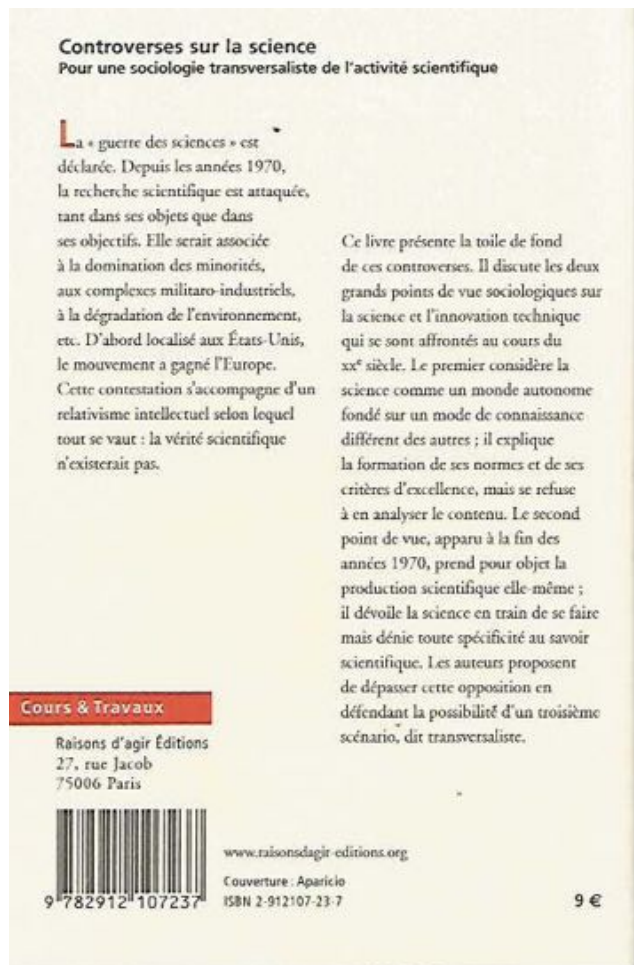 Controverses sur la science
Pour une sociologie transversaliste de l'activité scientifique
La « guerre des sciences » est
déclarée. Depuis les années 1970,
la recherche scientifique est attaquée,
tant dans ses objets que dans
ses objectifs. Elle serait associée
à la domination des minorités,
aux complexes militaro-industriels,
à la dégradation de l'environnement,
etc. D'abord localisé aux États-Unis,
le mouvement a gagné l'Europe.
Cette contestation s'accompagne d'un
relativisme intellectuel selon lequel
tout se vaut : la vérité scientifique
n'existerait pas.
Ce livre présente la toile de fond
de ces controverses. Il discute les deux
grands points de vue sociologiques sur
la science et l'innovation technique
qui se sont affrontés au cours du
XXe siècle. Le premier considère la
science comme un monde autonome
fondé sur un mode de connaissance
différent des autres ; il explique
la formation de ses normes et de ses
critères d'excellence, mais se refuse
à en analyser le contenu. Le second
point de vue, apparu à la fin des
années 1970, prend pour objet la
production scientifique elle-même ;
il dévoile la science en train de se faire
mais dénie toute spécificité au savoir
scientifique. Les auteurs proposent
de dépasser cette opposition en
défendant la possibilité d'un troisième
scénario, dit transversaliste.
Cours & Travaux
Raisons d'agir Éditions
27, rue Jacob
75006 Paris
www.raisonsdagir-editions.org
Couverture : Aparicio
ISBN 2-912107-23-7
9 782912 107237
9 €